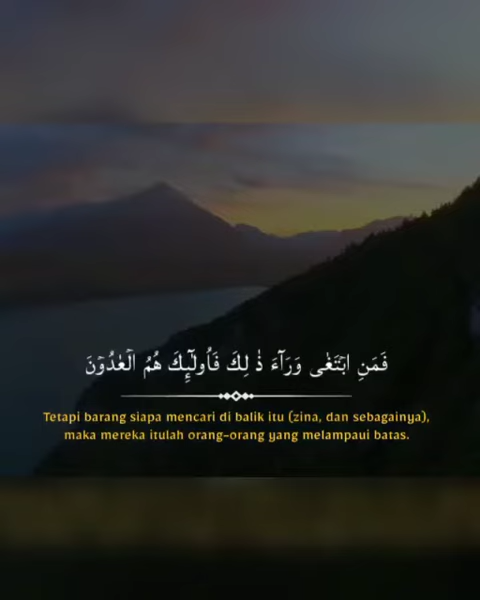 فَمَنِ ابۡتَغٰى وَرَآءَ ذٰ لِكَ فَاُولٰٓٮِٕكَ هُمُ الۡعٰدُوۡنَ
Tetapi barang siapa mencari di balik itu (zina, dan sebagainya),
maka mereka itulah orang-orang yang melampaui batas.